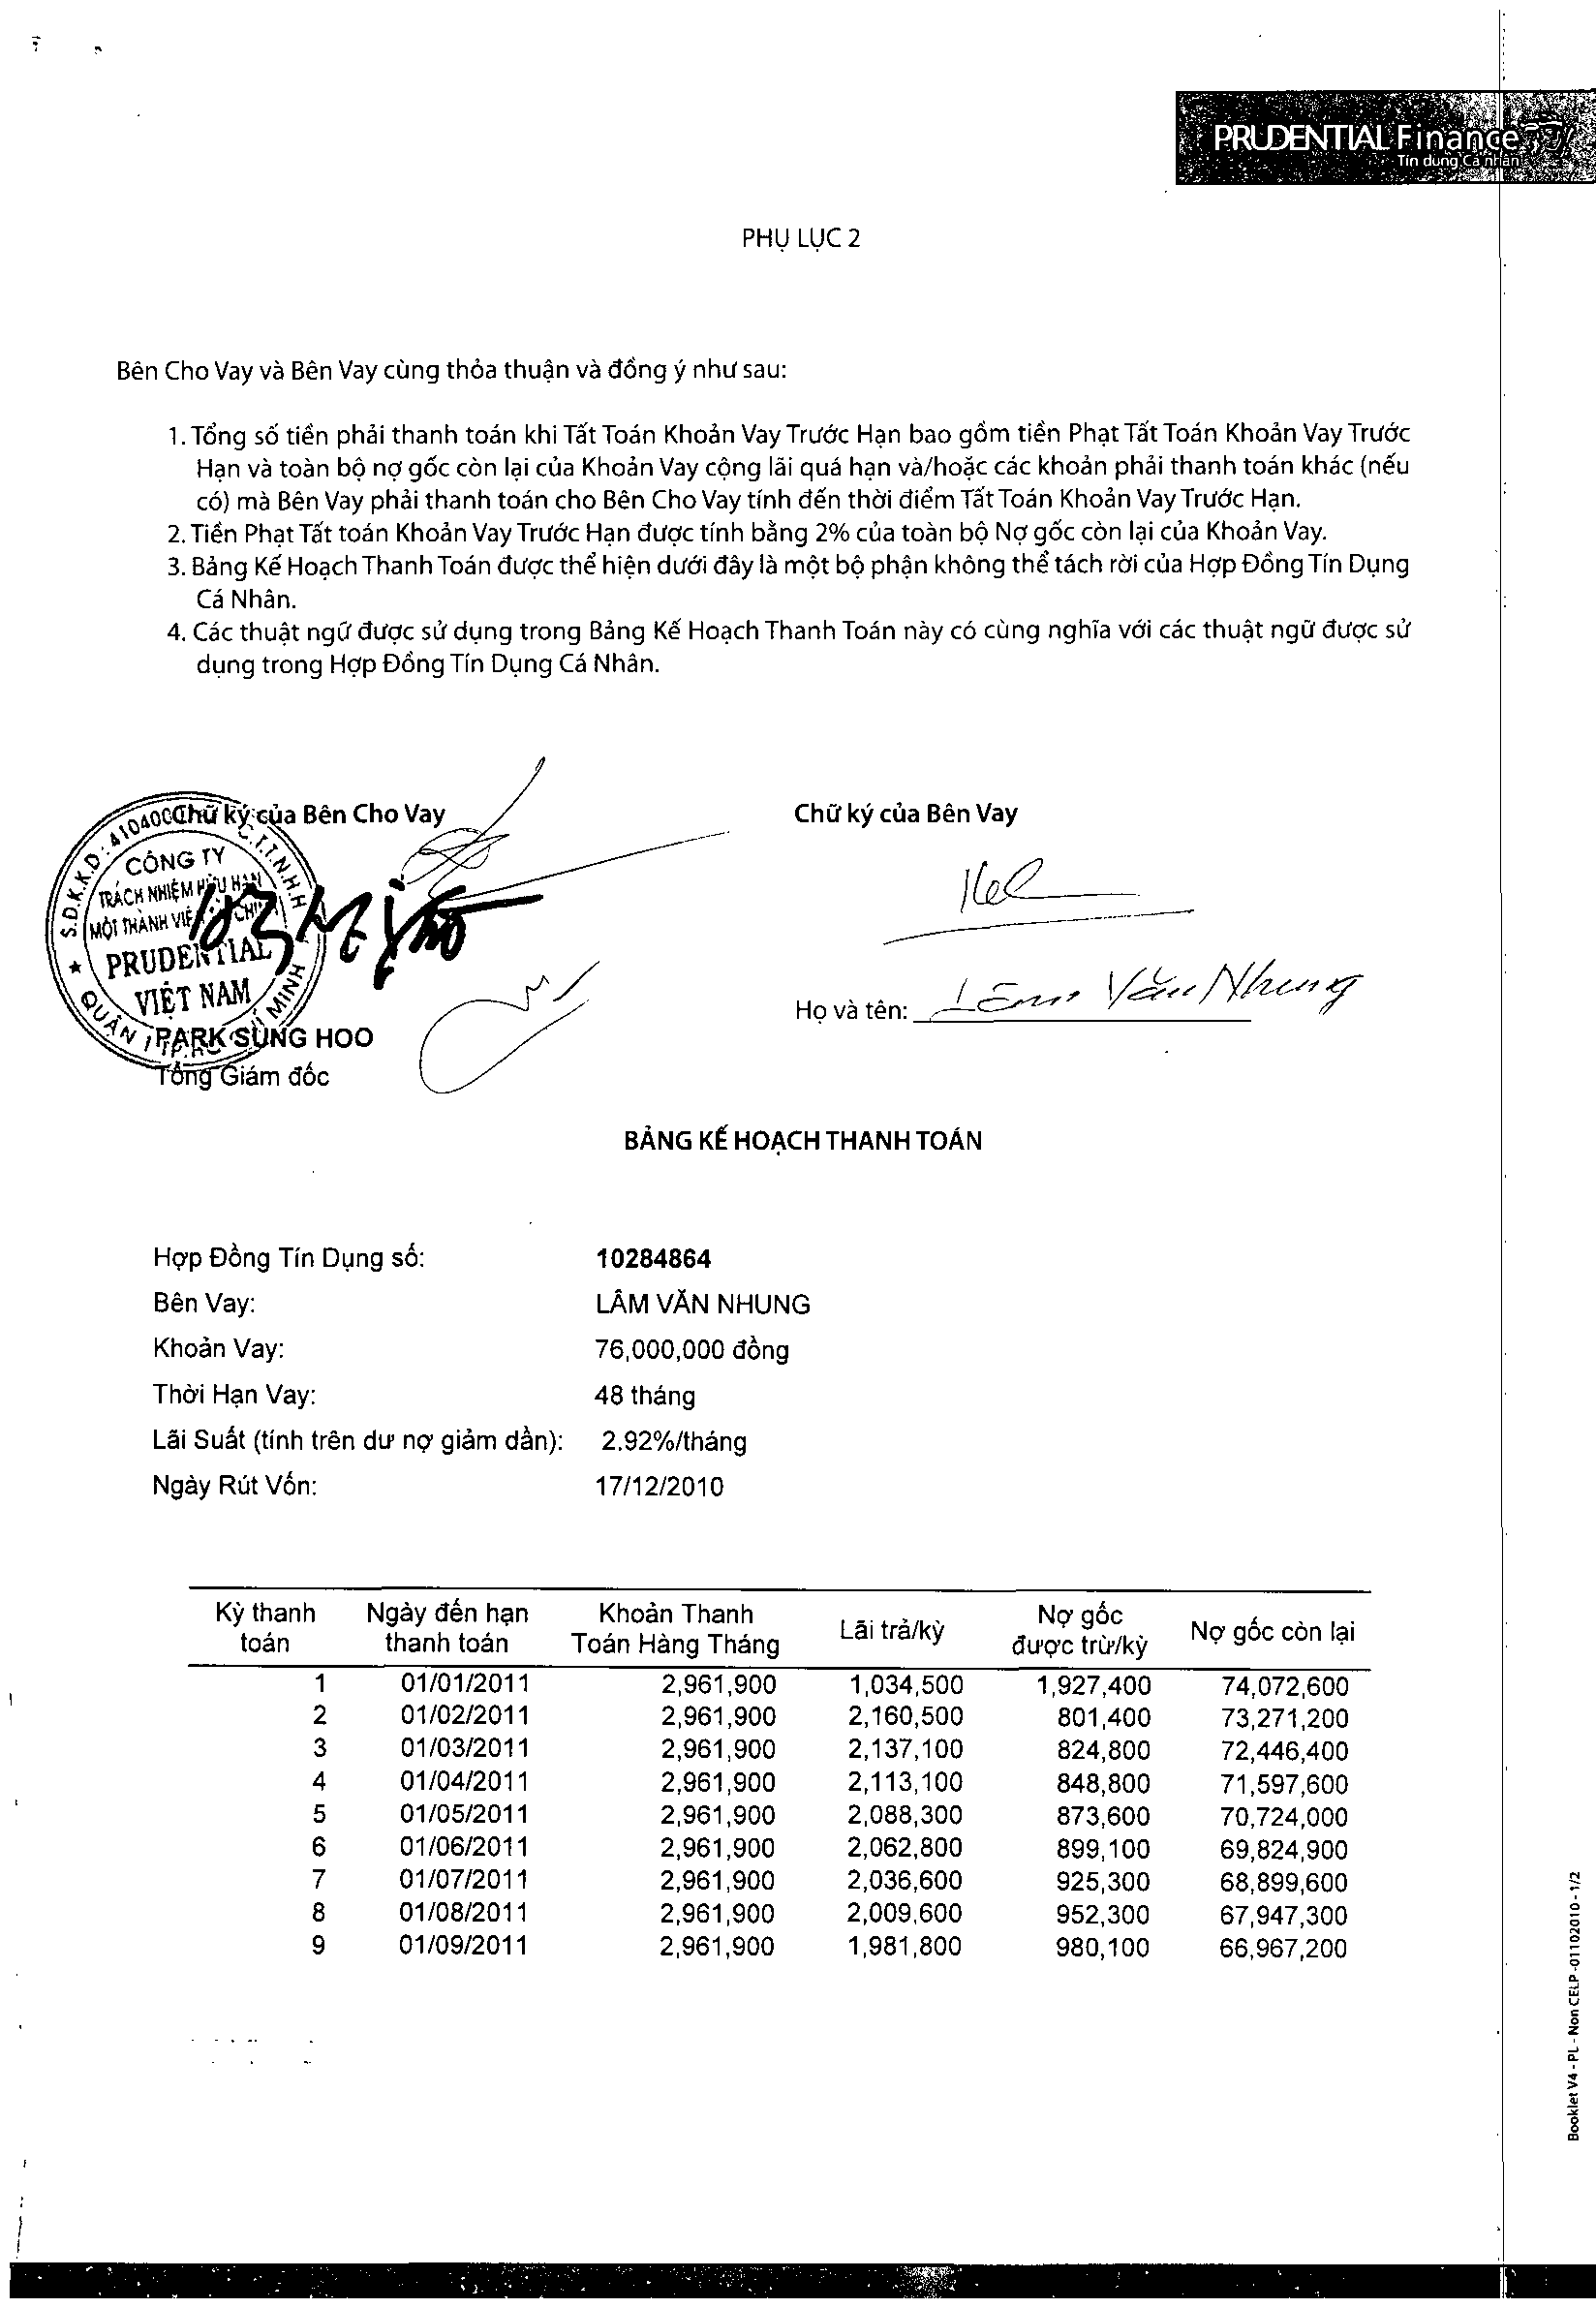 PRUDENTIAL Finance
Tín dụng Cá nhân
PHỤ LỤC 2
Bên Cho Vay và Bên Vay cùng thỏa thuận và đồng ý như sau:
1. Tổng số tiền phải thanh toán khi Tất Toán Khoản Vay Trước Hạn bao gồm tiền Phạt Tất Toán Khoản Vay Trước
Hạn và toàn bộ nợ gốc còn lại của Khoản Vay cộng lãi quá hạn và/hoặc các khoản phải thanh toán khác (nếu
có) mà Bên Vay phải thanh toán cho Bên Cho Vay tính đến thời điểm Tất Toán Khoản Vay Trước Hạn.
2. Tiền Phạt Tất toán Khoản Vay Trước Hạn được tính bằng 2% của toàn bộ Nợ gốc còn lại của Khoản Vay.
3. Bảng Kế Hoạch Thanh Toán được thể hiện dưới đây là một bộ phận không thể tách rời của Hợp Đồng Tín Dụng
Cá Nhân.
4. Các thuật ngữ được sử dụng trong Bảng Kế Hoạch Thanh Toán này có cùng nghĩa với các thuật ngữ được sử
dụng trong Hợp Đồng Tín Dụng Cá Nhân.
Chữ ký của Bên Cho Vay Chữ ký của Bên Vay
CÔNG TY
TRÁCH NHIỆM HỮU HẠN
MỘT THÀNH VIÊN
PRUDENTIAL
VIỆT NAM
Họ và tên: Lâm Văn Nhung
PARK SUNG HOO
Tổng Giám đốc
BẢNG KẾ HOẠCH THANH TOÁN
Hợp Đồng Tín Dụng số: 10284864
Bên Vay: LÂM VĂN NHUNG
Khoản Vay: 76,000,000 đồng
Thời Hạn Vay: 48 tháng
Lãi Suất (tính trên dư nợ giảm dần): 2.92%/tháng
Ngày Rút Vốn: 17/12/2010
Kỳ thanh toán Ngày đến hạn thanh toán Khoản Thanh Toán Hàng Tháng Lãi trả/kỳ Nợ gốc được trừ/kỳ Nợ gốc còn lại
1 01/01/2011 2,961,900 1,034,500 1,927,400 74,072,600
2 01/02/2011 2,961,900 2,160,500 801,400 73,271,200
3 01/03/2011 2,961,900 2,137,100 824,800 72,446,400
4 01/04/2011 2,961,900 2,113,100 848,800 71,597,600
5 01/05/2011 2,961,900 2,088,300 873,600 70,724,000
6 01/06/2011 2,961,900 2,062,800 899,100 69,824,900
7 01/07/2011 2,961,900 2,036,600 925,300 68,899,600
8 01/08/2011 2,961,900 2,009,600 952,300 67,947,300
9 01/09/2011 2,961,900 1,981,800 980,100 66,967,200
Booklet V4 - PL - Non CELP -01102010 - 1/2